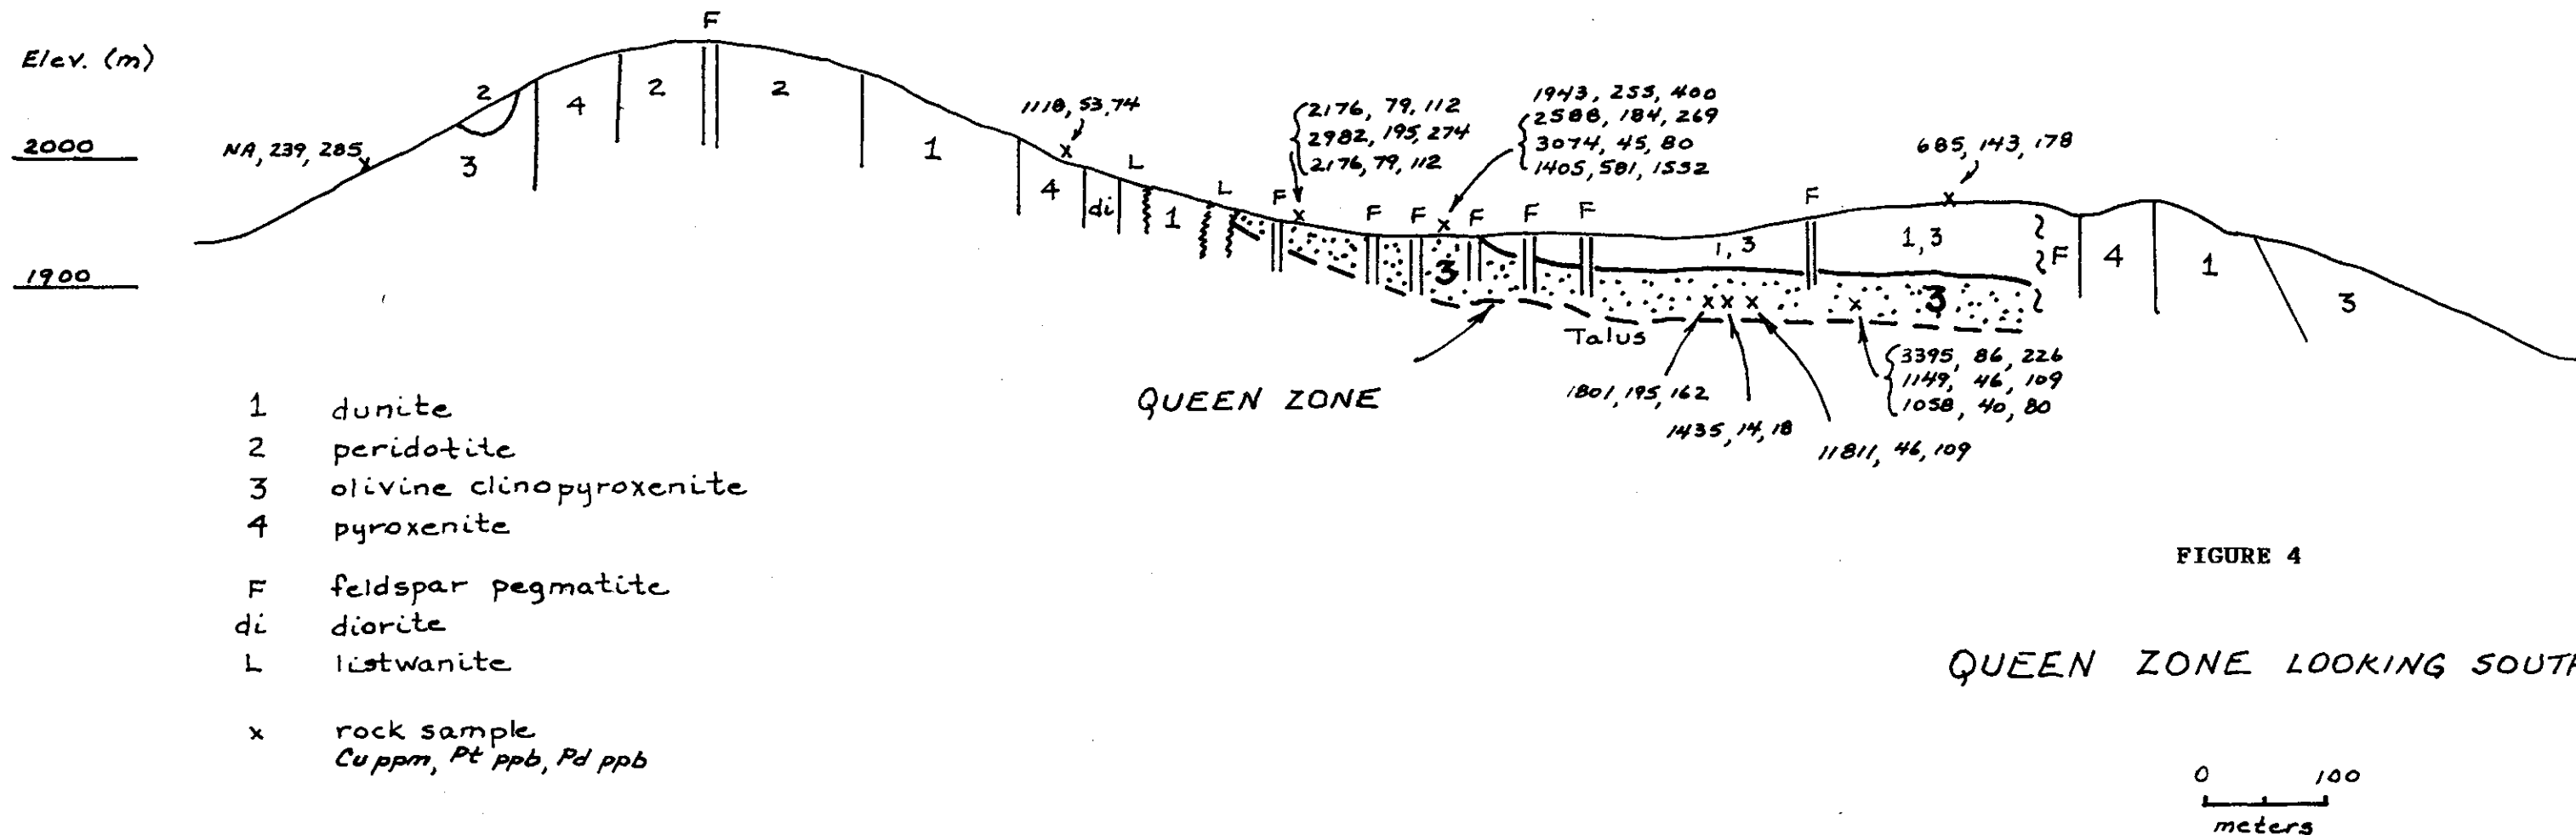 F
Elev. (m)
2000
1900
2
4
2
2
3
1
NA, 239, 285
x
1118, 53, 74
x
4
di
L
1
L
F
2176, 79, 112
2982, 195, 274
2176, 79, 112
x
1943, 255, 400
2588, 184, 269
3074, 45, 80
1405, 581, 1532
F
F
x
F
F
F
3
1, 3
F
685, 143, 178
x
1, 3
3
F
4
1
3
x x x
x
Talus
QUEEN ZONE
1801, 195, 162
1435, 14, 18
11811, 46, 109
3395, 86, 226
1149, 46, 109
1058, 40, 80
1 dunite
2 peridotite
3 olivine clinopyroxenite
4 pyroxenite
F feldspar pegmatite
di diorite
L listwanite
x rock sample
Cu ppm, Pt ppb, Pd ppb
FIGURE 4
QUEEN ZONE LOOKING SOUTH
0 100
meters